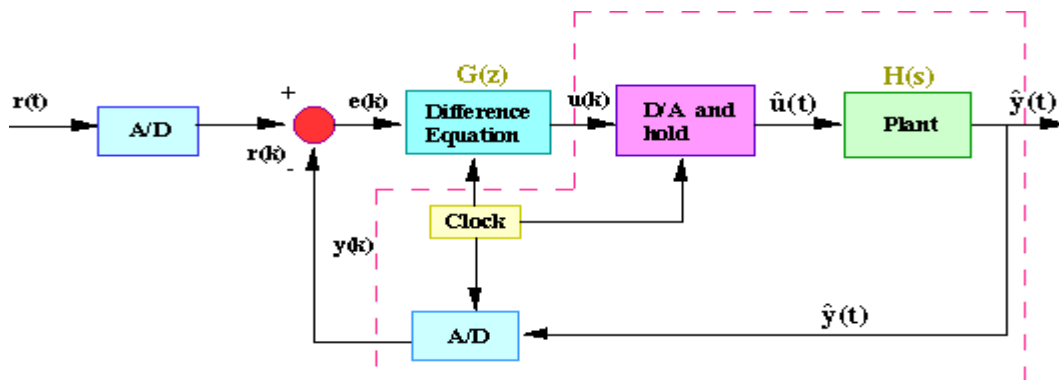 G(z)
H(s)
r(t)
A/D
+
r(k)
-
e(k)
Difference
Equation
u(k)
D/A and
hold
û(t)
Plant
ŷ(t)
Clock
y(k)
A/D
ŷ(t)